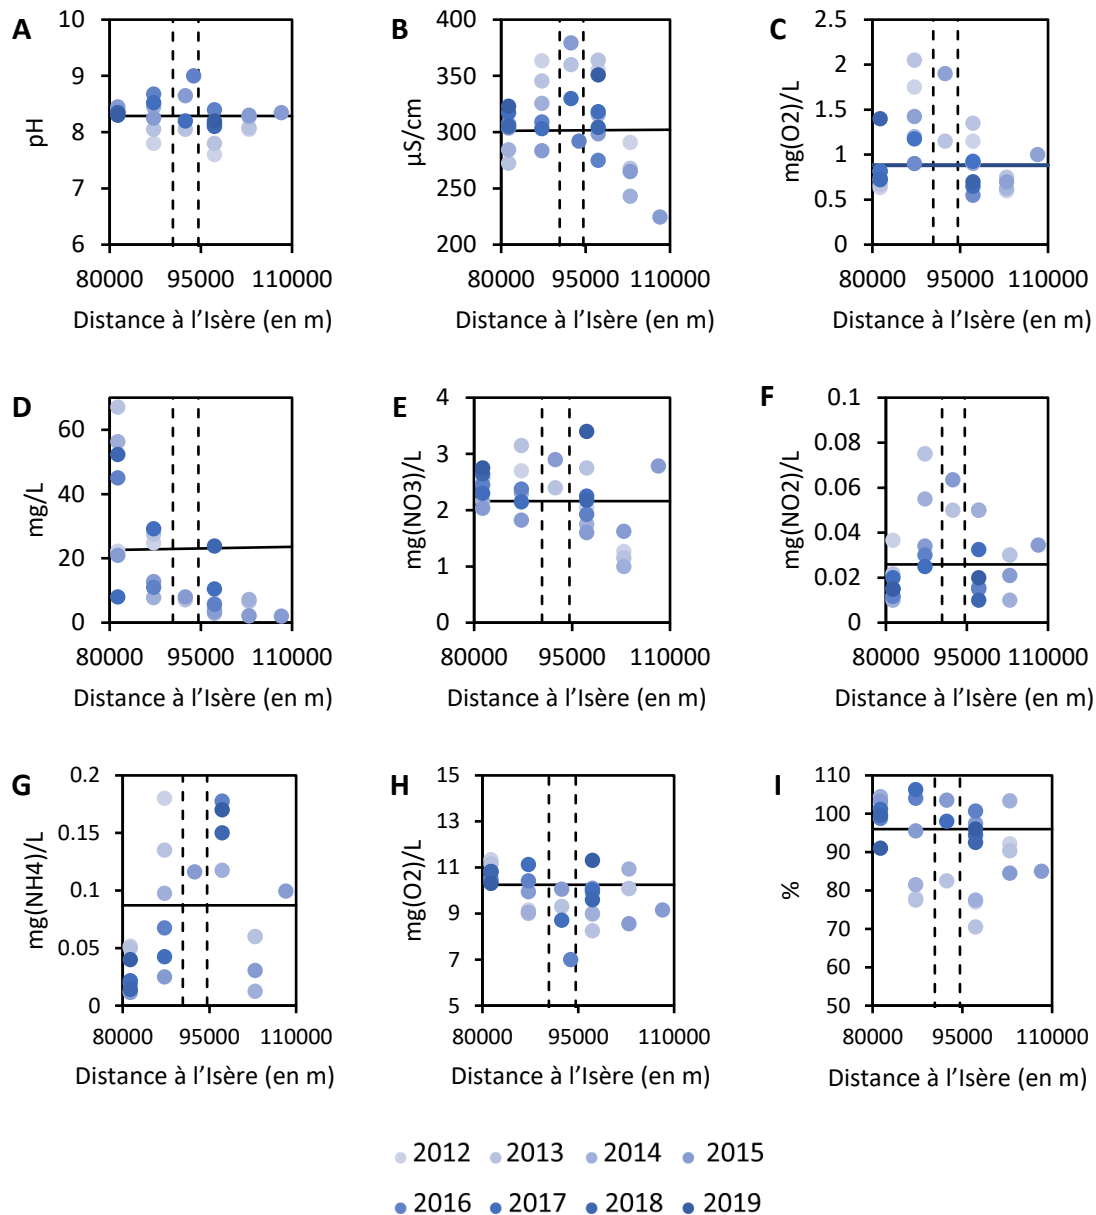 A
10
9
8
7
6
pH
80000 95000 110000
Distance à l’Isère (en m)
B
400
350
300
250
200
µS/cm
80000 95000 110000
Distance à l’Isère (en m)
C
2.5
2
1.5
1
0.5
0
mg(O2)/L
80000 95000 110000
Distance à l’Isère (en m)
D
60
40
20
0
mg/L
80000 95000 110000
Distance à l’Isère (en m)
E
4
3
2
1
0
mg(NO3)/L
80000 95000 110000
Distance à l’Isère (en m)
F
0.1
0.08
0.06
0.04
0.02
0
mg(NO2)/L
80000 95000 110000
Distance à l’Isère (en m)
G
0.2
0.15
0.1
0.05
0
mg(NH4)/L
80000 95000 110000
Distance à l’Isère (en m)
H
15
13
11
9
7
5
mg(O2)/L
80000 95000 110000
Distance à l’Isère (en m)
I
110
100
90
80
70
60
50
%
80000 95000 110000
Distance à l’Isère (en m)
2012 2013 2014 2015
2016 2017 2018 2019